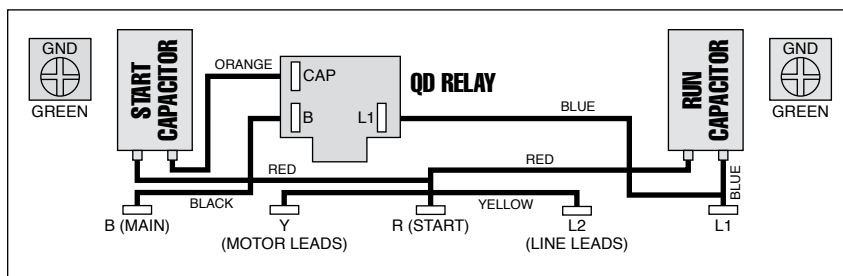 GND
GREEN
START
CAPACITOR
ORANGE
CAP
B
L1
QD RELAY
BLUE
RUN
CAPACITOR
GND
GREEN
RED
RED
BLUE
BLACK
YELLOW
B (MAIN)
Y
R (START)
L2
L1
(MOTOR LEADS)
(LINE LEADS)